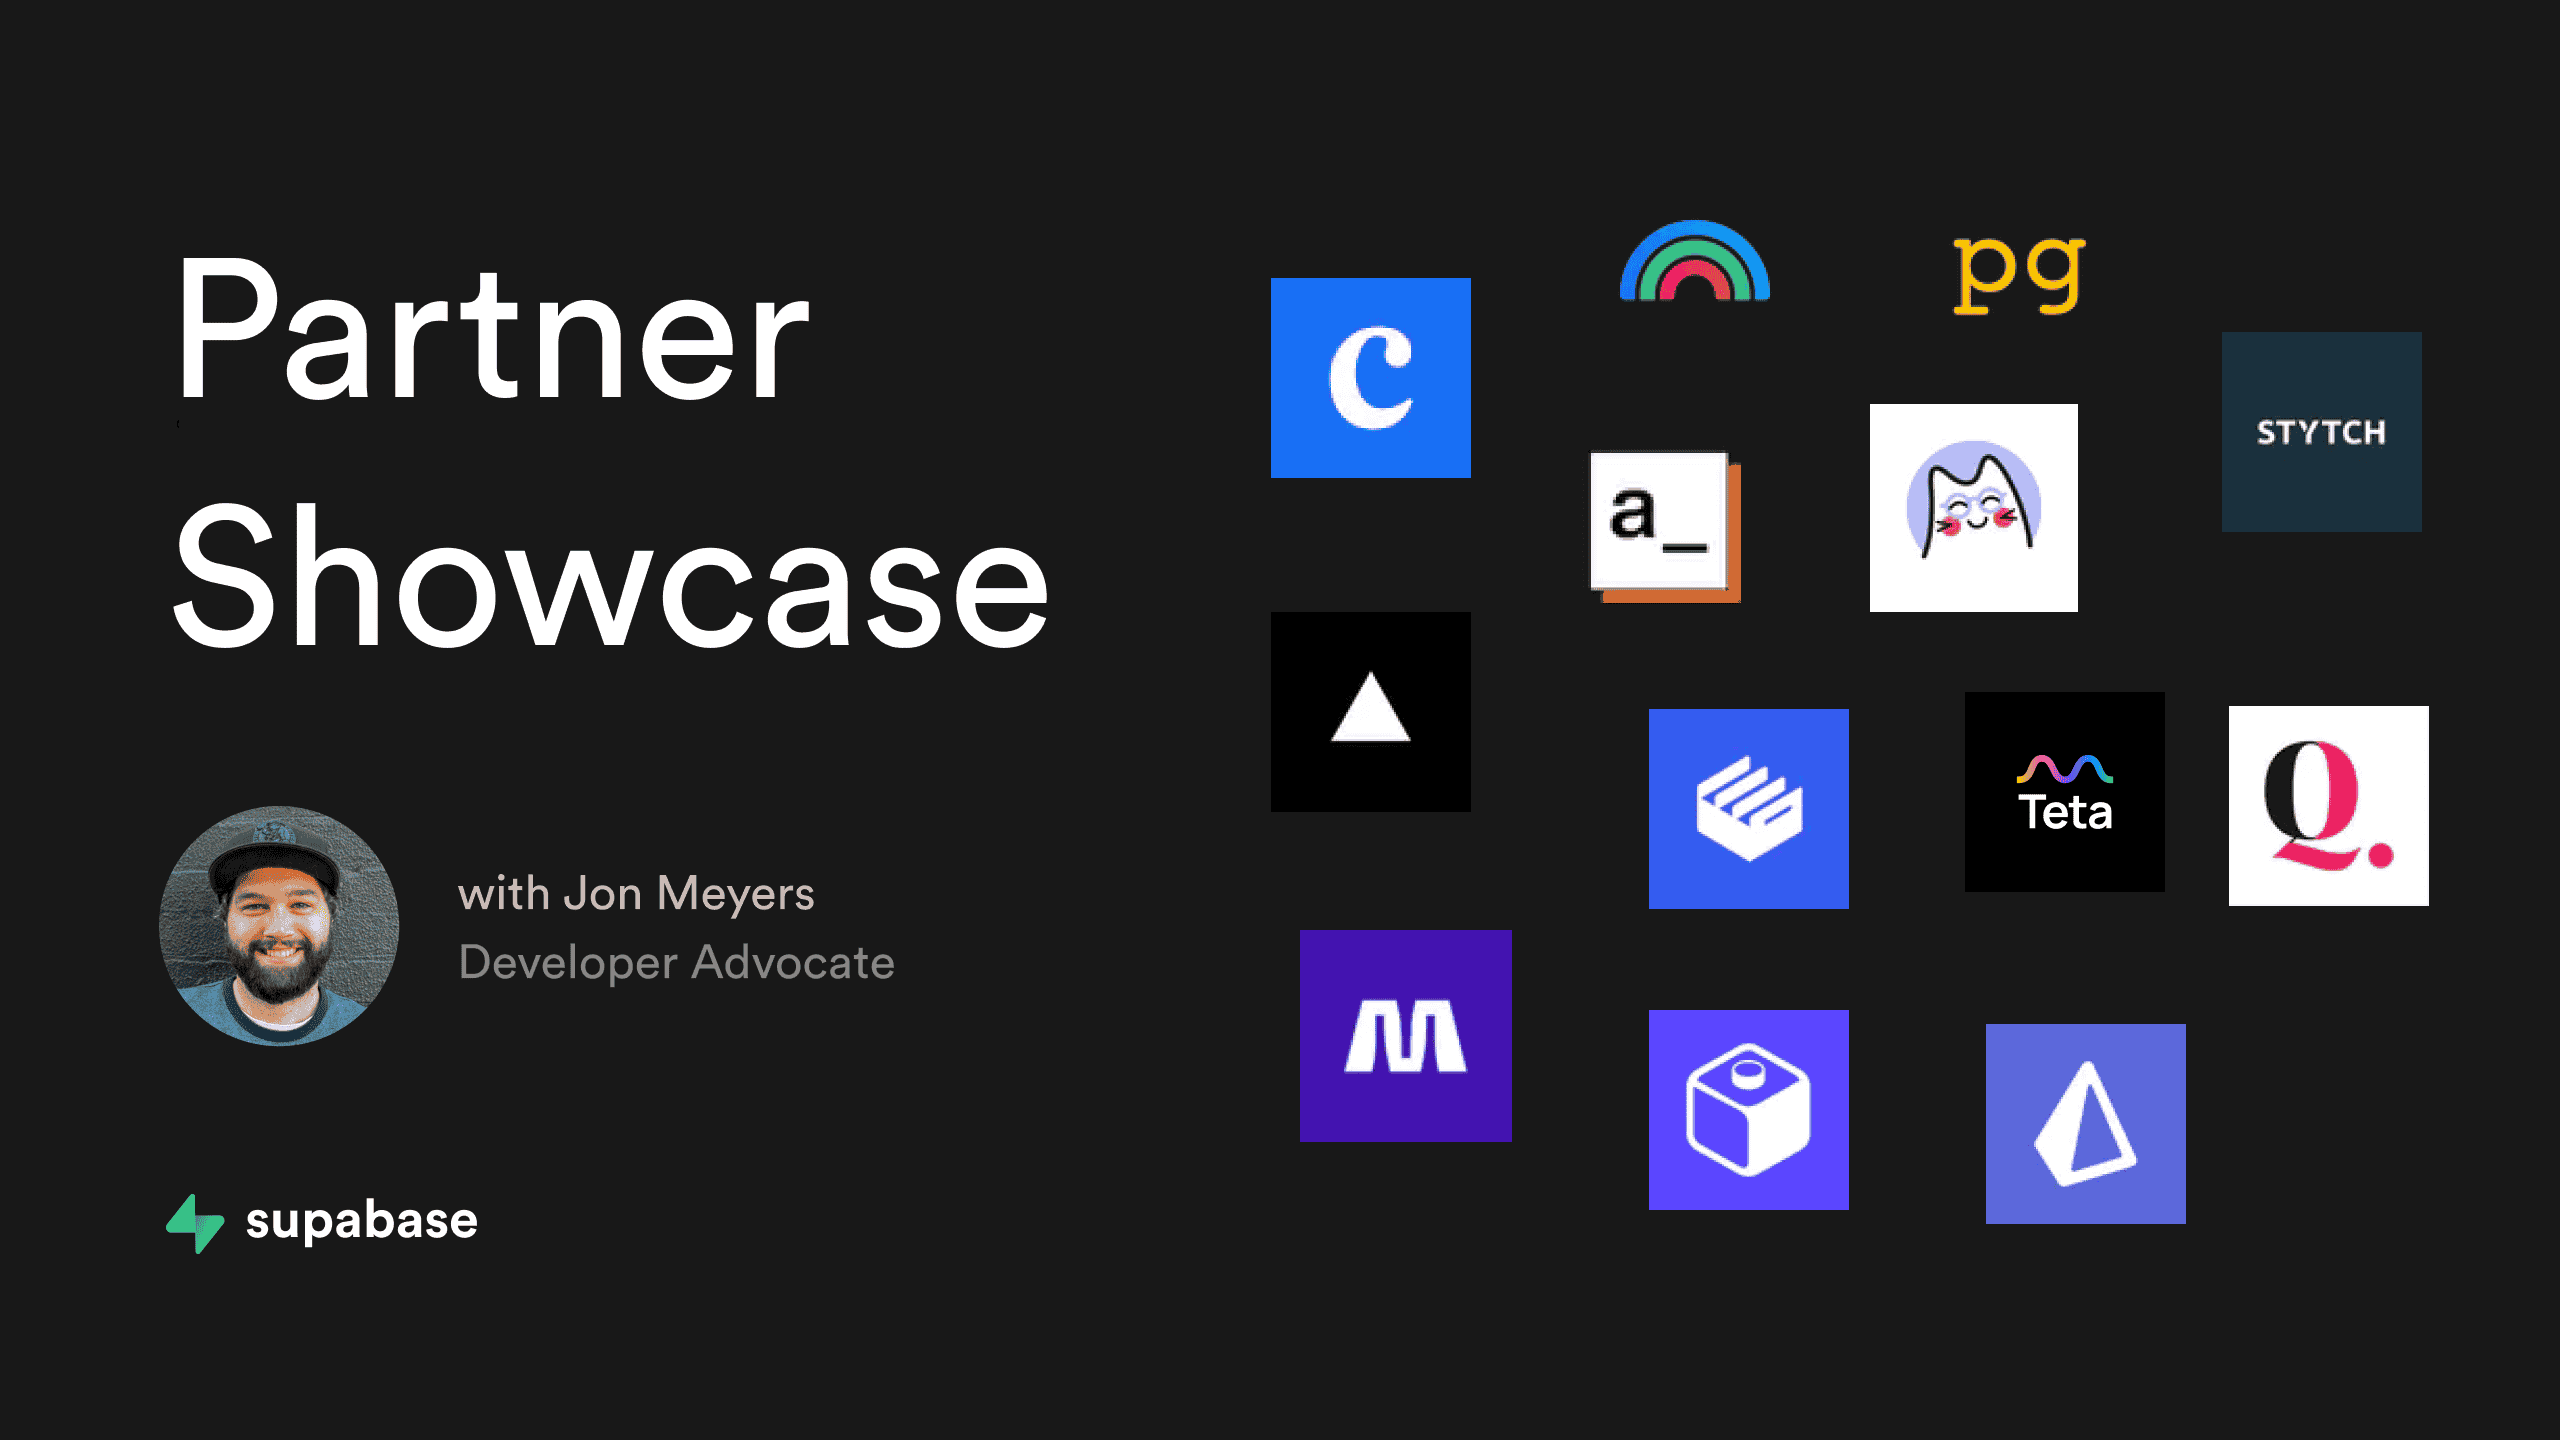 Partner
Showcase
with Jon Meyers
Developer Advocate
supabase
C
pg
STYTCH
a_
Teta
Q.
M